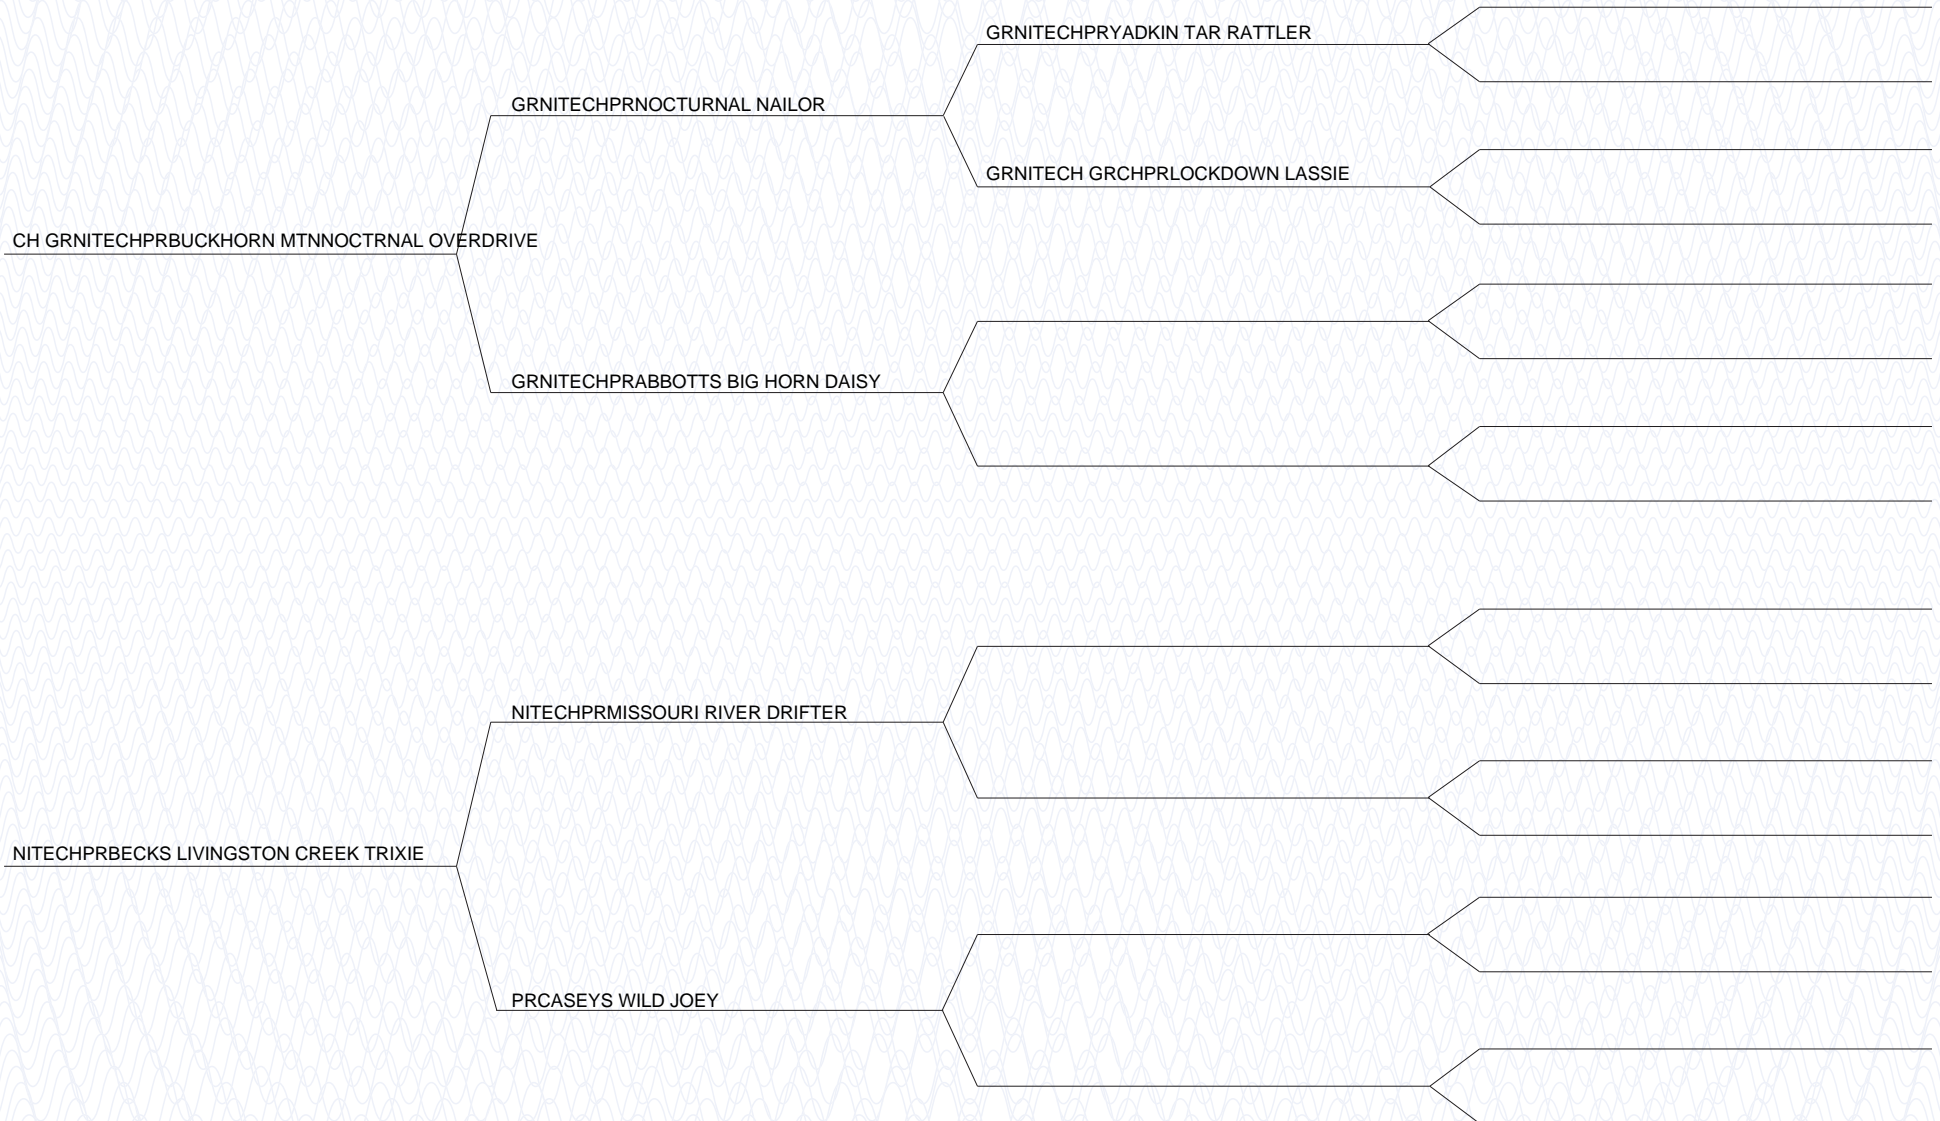 GRNITECHPRYADKIN TAR RATTLER
GRNITECHPRNOCTURNAL NAILOR
GRNITECH GRCHPRLOCKDOWN LASSIE
CH GRNITECHPRBUCKHORN MTNNOCTRNAL OVERDRIVE
GRNITECHPRABBOTTS BIG HORN DAISY
NITECHPRMISSOURI RIVER DRIFTER
NITECHPRBECKS LIVINGSTON CREEK TRIXIE
PRCASEYS WILD JOEY